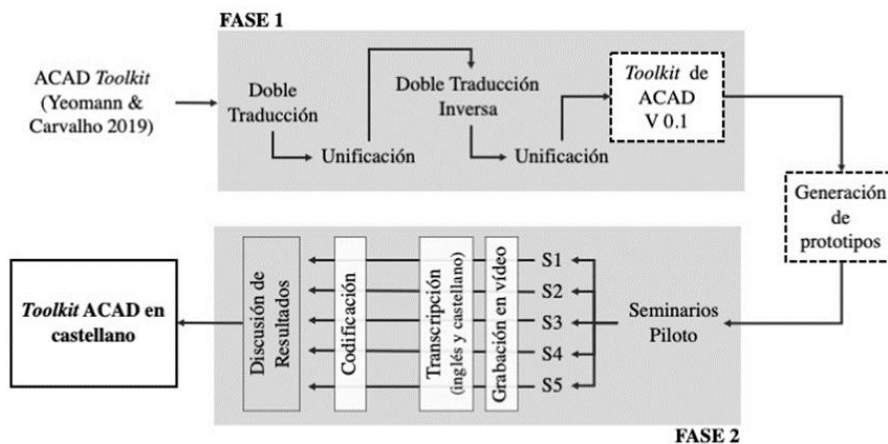 FASE 1
ACAD Toolkit
(Yeomann &
Carvalho 2019)
Doble
Traducción
Unificación
Doble Traducción
Inversa
Unificación
Toolkit de
ACAD
V 0.1
Generación
de
prototipos
Seminarios
Piloto
S1
S2
S3
S4
S5
Grabación en vídeo
Transcripción
(inglés y castellano)
Codificación
Discusión de
Resultados
Toolkit ACAD en
castellano
FASE 2